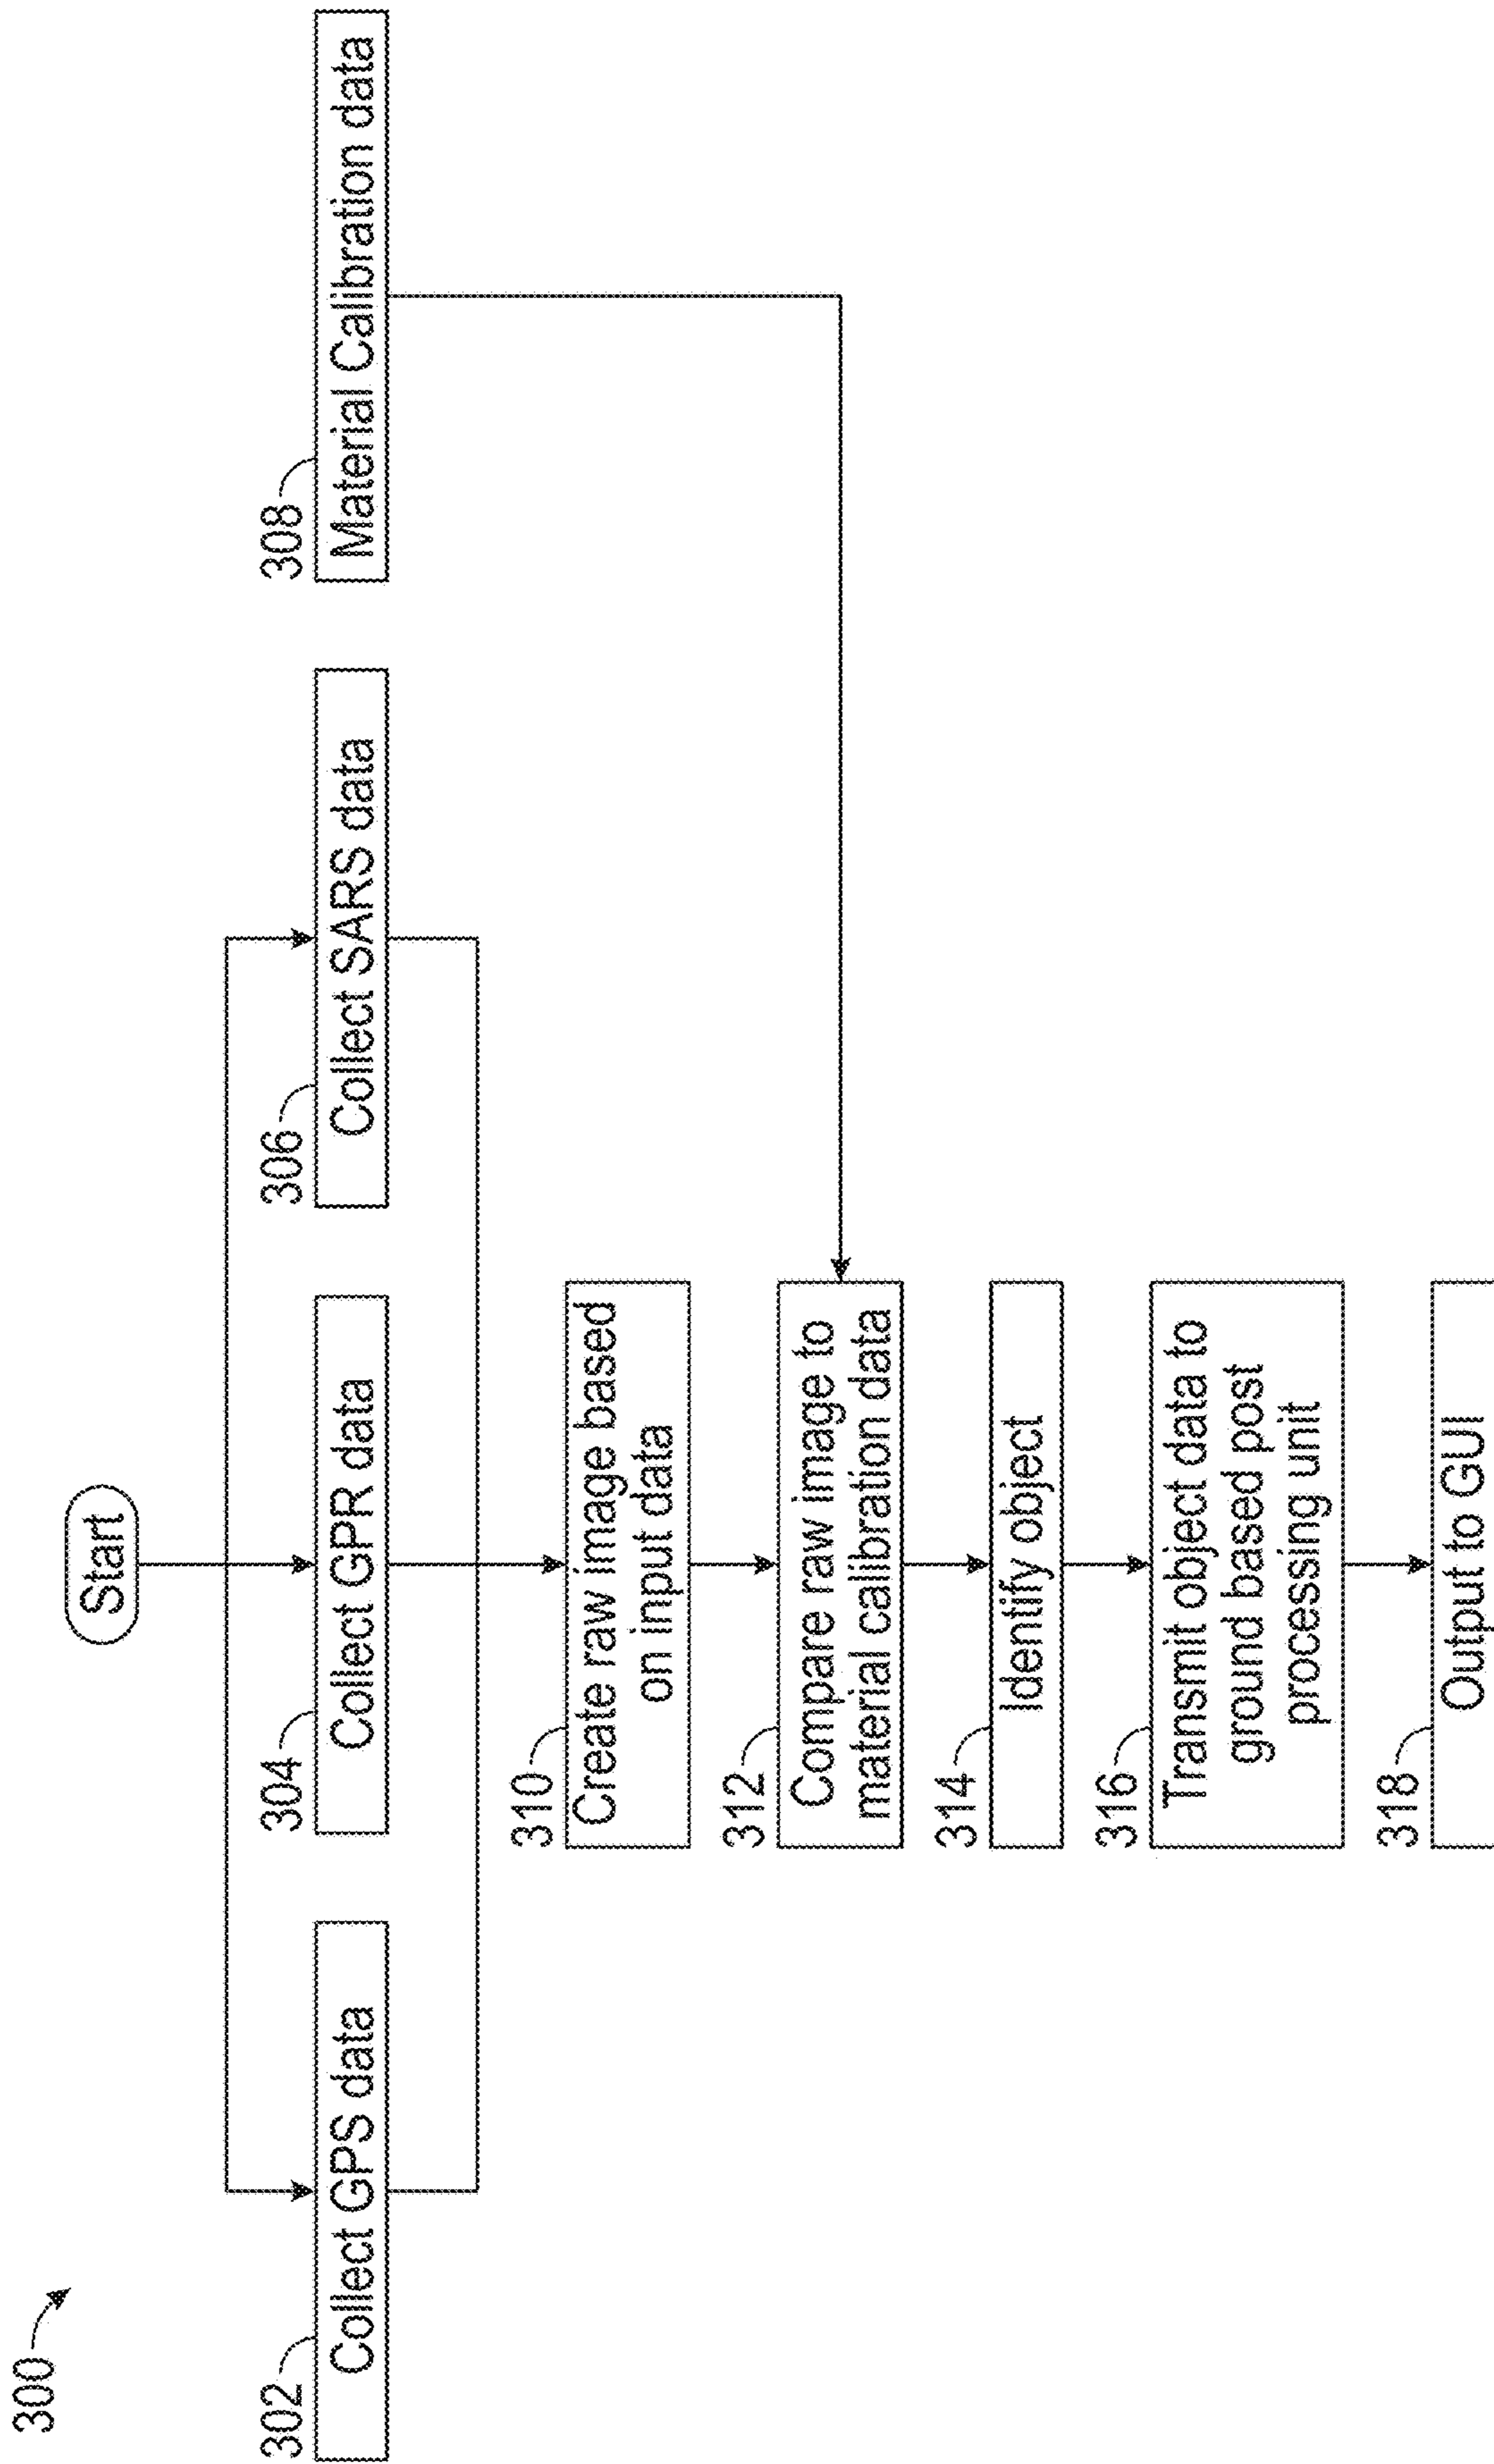 300
Start
302
Collect GPS data
304
Collect GPR data
306
Collect SARS data
308
Material Calibration data
310
Create raw image based
on input data
312
Compare raw image to
material calibration data
314
Identify object
316
Transmit object data to
ground based post
processing unit
318
Output to GUI